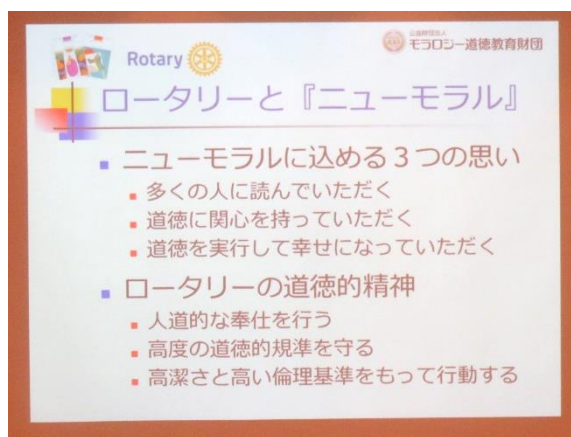 公益財団法人
モラロジー道徳教育財団
Rotary
ロータリーと『ニューモラル』
ニューモラルに込める3つの思い
多くの人に読んでいただく
道徳に関心を持っていただく
道徳を実行して幸せになっていただく
ロータリーの道徳的精神
人道的な奉仕を行う
高度の道徳的規準を守る
高潔さと高い倫理基準をもって行動する